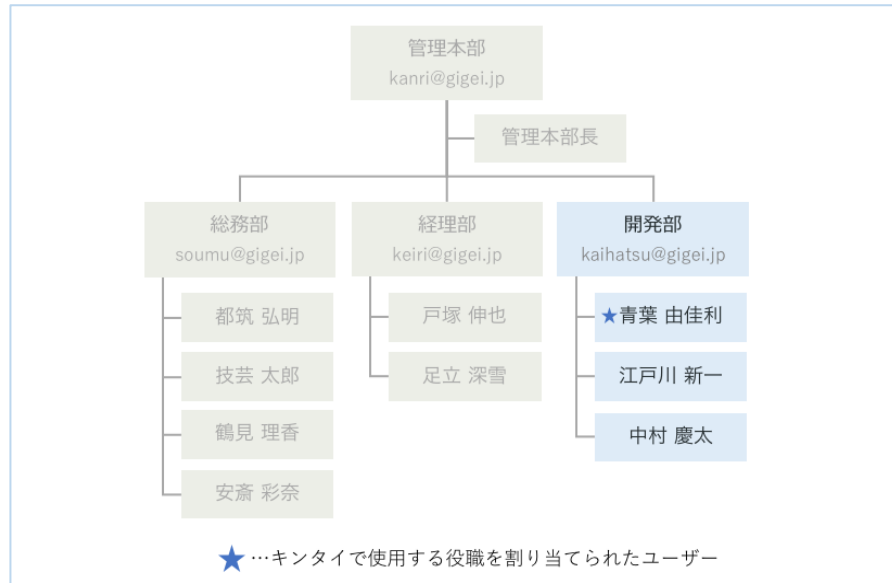 管理本部
kanri@gigei.jp
管理本部長
総務部
soumu@gigei.jp
都筑 弘明
技芸 太郎
鶴見 理香
安斎 彩奈
経理部
keiri@gigei.jp
戸塚 伸也
足立 深雪
開発部
kaihatsu@gigei.jp
★青葉 由佳利
江戸川 新一
中村 慶太
★…キンタイで使用する役職を割り当てられたユーザー